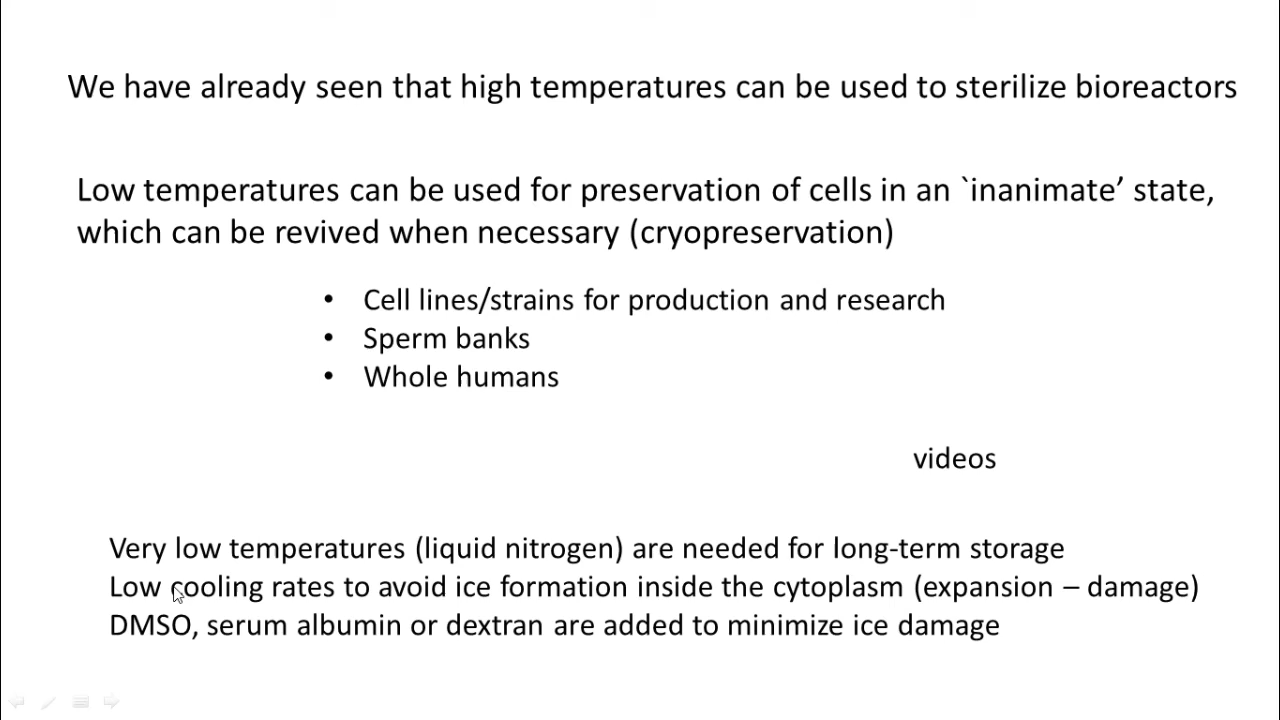 We have already seen that high temperatures can be used to sterilize bioreactors
Low temperatures can be used for preservation of cells in an `inanimate’ state,
which can be revived when necessary (cryopreservation)
• Cell lines/strains for production and research
• Sperm banks
• Whole humans
videos
Very low temperatures (liquid nitrogen) are needed for long-term storage
Low cooling rates to avoid ice formation inside the cytoplasm (expansion – damage)
DMSO, serum albumin or dextran are added to minimize ice damage